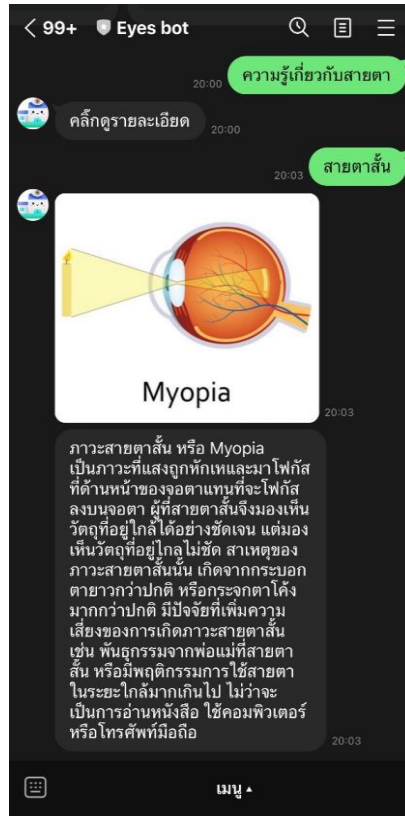 99+ Eyes bot
ความรู้เกี่ยวกับสายตา
20:00
คลิ๊กดูรายละเอียด
20:00
สายตาสั้น
20:03
Myopia
20:03
ภาวะสายตาสั้น หรือ Myopia
เป็นภาวะที่แสงถูกหักเหและมาโฟกัส
ที่ด้านหน้าของจอตาแทนที่จะโฟกัส
ลงบนจอตา ผู้ที่สายตาสั้นจึงมองเห็น
วัตถุที่อยู่ใกล้ได้อย่างชัดเจน แต่มอง
เห็นวัตถุที่อยู่ไกลไม่ชัด สาเหตุของ
ภาวะสายตาสั้นนั้น เกิดจากกระบอก
ตายาวกว่าปกติ หรือกระจกตาโค้ง
มากกว่าปกติ มีปัจจัยที่เพิ่มความ
เสี่ยงของการเกิดภาวะสายตาสั้น
เช่น พันธุกรรมจากพ่อแม่ที่สายตา
สั้น หรือมีพฤติกรรมการใช้สายตา
ในระยะใกล้มากเกินไป ไม่ว่าจะ
เป็นการอ่านหนังสือ ใช้คอมพิวเตอร์
หรือโทรศัพท์มือถือ
20:03
เมนู